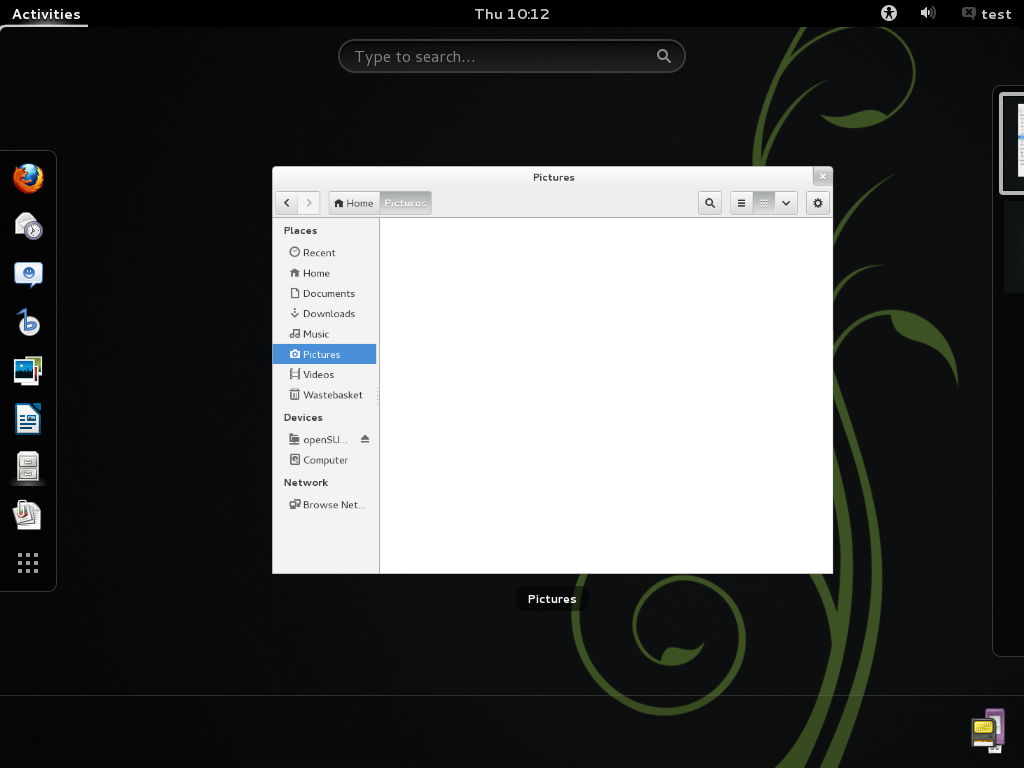 Activities
Thu 10:12
test
Type to search...
Pictures
Home
Pictures
Places
Recent
Home
Documents
Downloads
Music
Pictures
Videos
Wastebasket
Devices
openSU...
Computer
Network
Browse Net...
Pictures